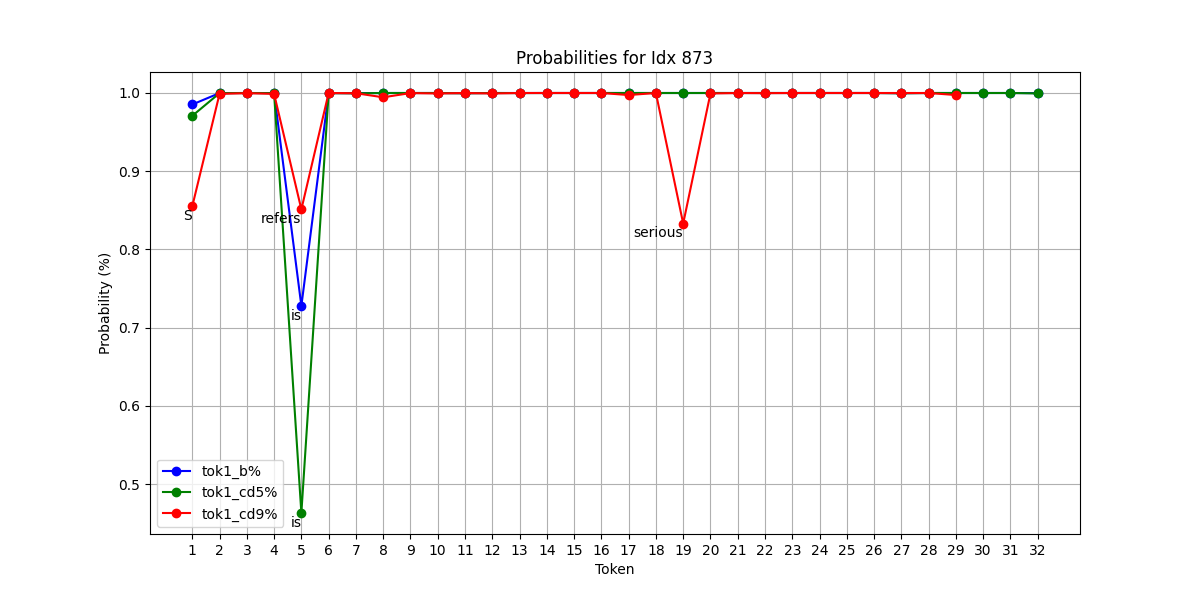 Probabilities for Idx 873
1.0
0.9
0.8
0.7
0.6
0.5
Probability (%)
S
refers
is
is
serious
tok1_b%
tok1_cd5%
tok1_cd9%
1 2 3 4 5 6 7 8 9 10 11 12 13 14 15 16 17 18 19 20 21 22 23 24 25 26 27 28 29 30 31 32
Token